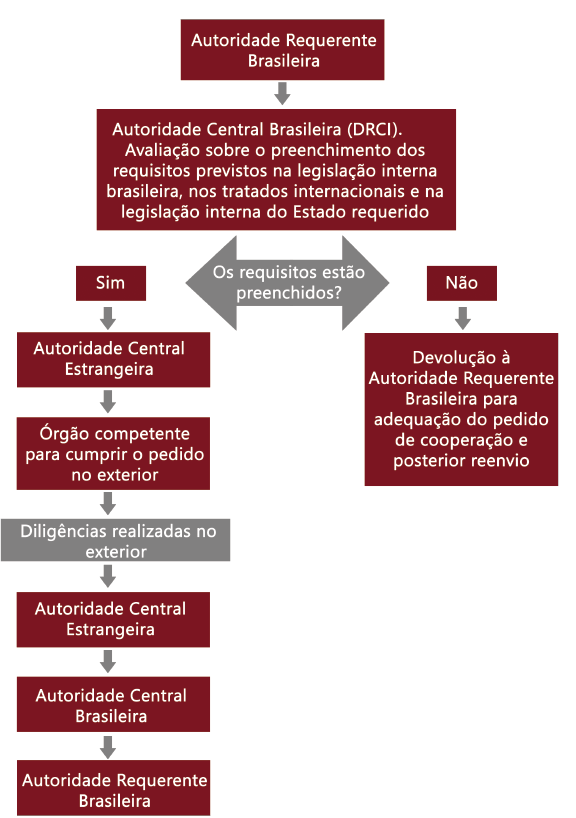 Autoridade Requerente
Brasileira
Autoridade Central Brasileira (DRCI).
Avaliação sobre o preenchimento dos
requisitos previstos na legislação interna
brasileira, nos tratados internacionais e na
legislação interna do Estado requerido
Os requisitos estão
preenchidos?
Sim
Não
Autoridade Central
Estrangeira
Devolução à
Autoridade Requerente
Brasileira para
adequação do pedido
de cooperação e
posterior reenvio
Órgão competente
para cumprir o pedido
no exterior
Diligências realizadas no
exterior
Autoridade Central
Estrangeira
Autoridade Central
Brasileira
Autoridade Requerente
Brasileira